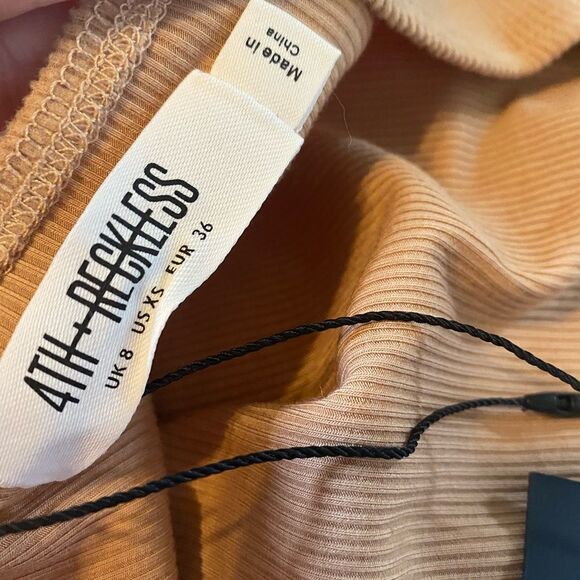 4TH + RECKLESS
UK 8 US XS EUR 36
Made in
China